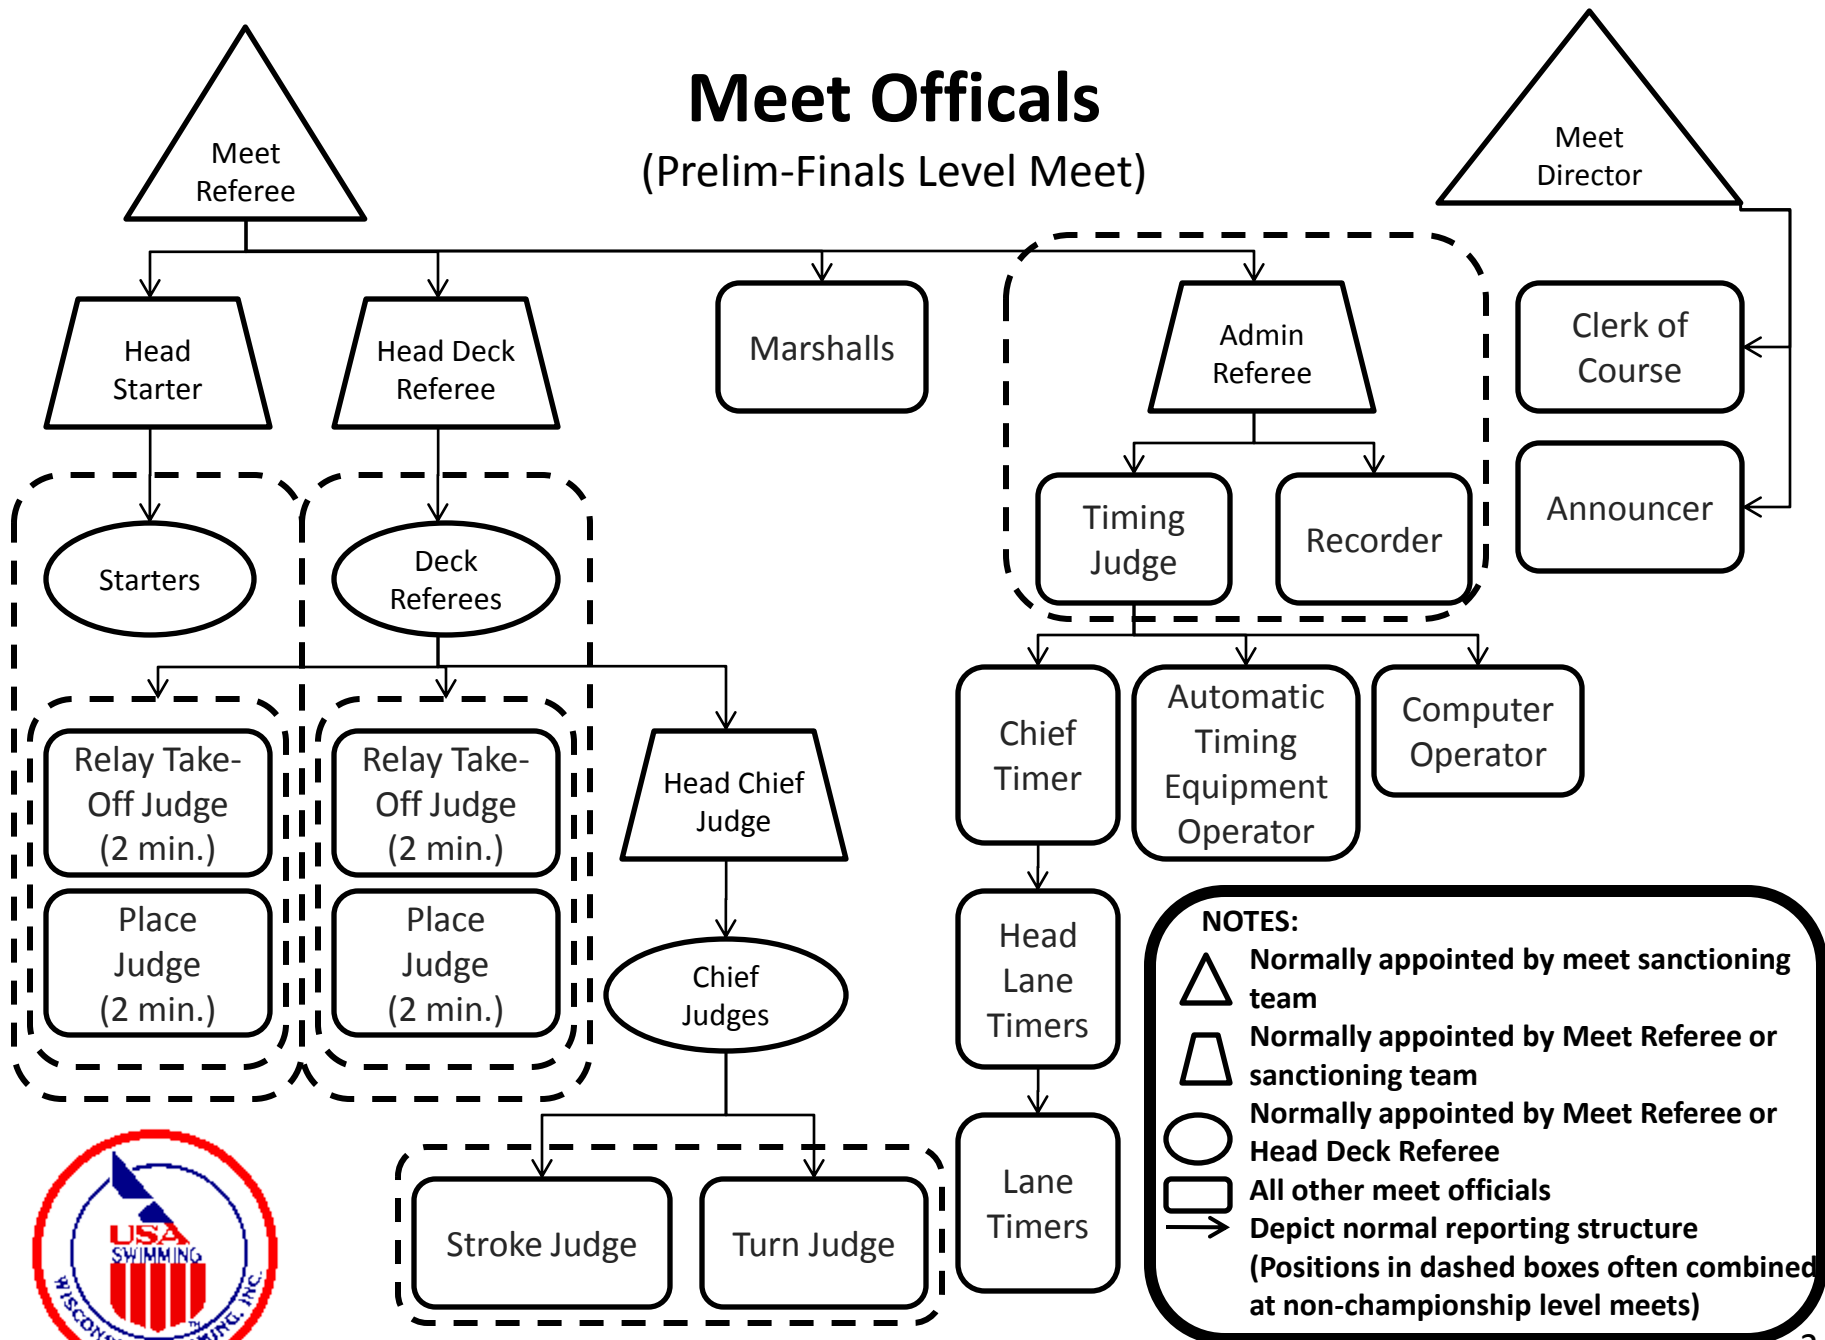 Meet Officals
(Prelim-Finals Level Meet)
Meet
Referee
Meet
Director
Head
Starter
Head Deck
Referee
Marshalls
Admin
Referee
Clerk of
Course
Announcer
Timing
Judge
Recorder
Starters
Deck
Referees
Relay Take-
Off Judge
(2 min.)
Relay Take-
Off Judge
(2 min.)
Place
Judge
(2 min.)
Place
Judge
(2 min.)
Head Chief
Judge
Chief
Judges
Stroke Judge
Turn Judge
Chief
Timer
Automatic
Timing
Equipment
Operator
Computer
Operator
Head
Lane
Timers
Lane
Timers
NOTES:
Normally appointed by meet sanctioning
team
Normally appointed by Meet Referee or
sanctioning team
Normally appointed by Meet Referee or
Head Deck Referee
All other meet officials
Depict normal reporting structure
(Positions in dashed boxes often combined
at non-championship level meets)
USA
SWIMMING
INC.